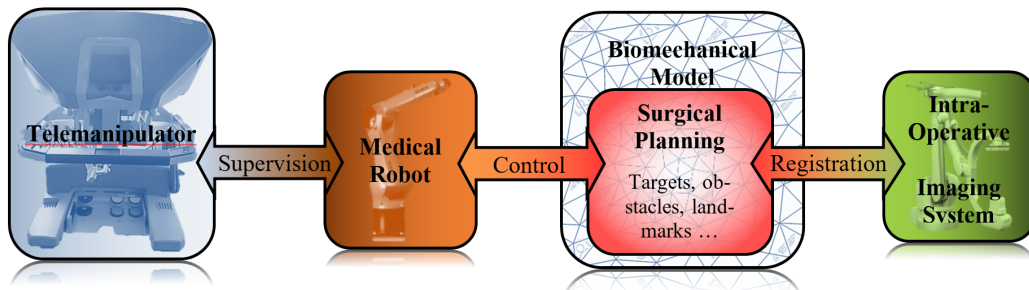 Telemanipulator
Supervision
Medical
Robot
Control
Biomechanical
Model
Surgical
Planning
Targets, ob-
stacles, land-
marks ...
Registration
Intra-
Operative
Imaging
System